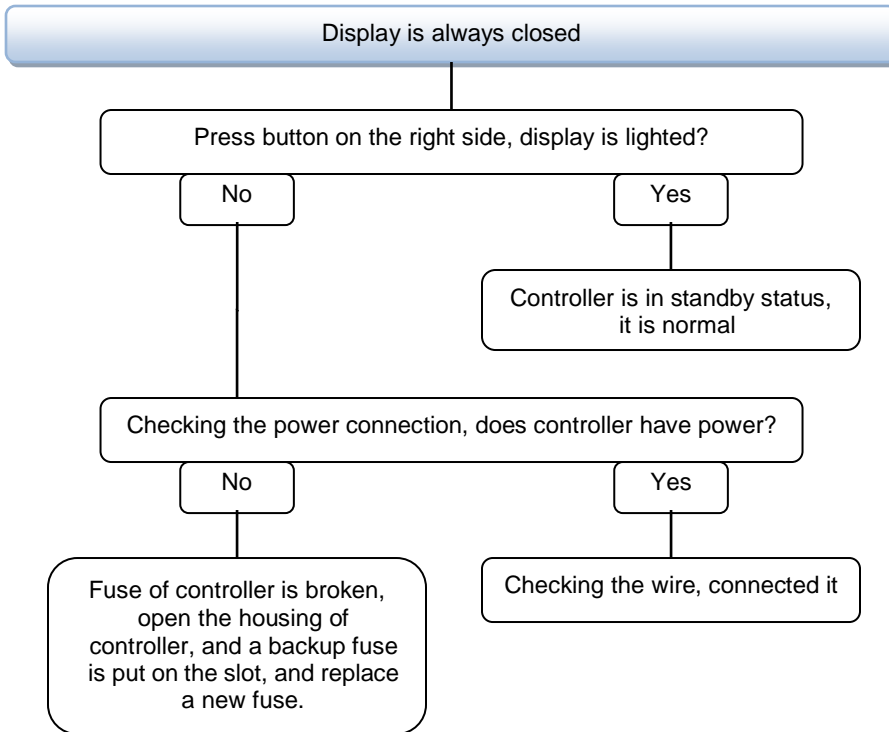 Display is always closed
Press button on the right side, display is lighted?
No
Yes
Controller is in standby status,
it is normal
Checking the power connection, does controller have power?
No
Yes
Fuse of controller is broken,
open the housing of
controller, and a backup fuse
is put on the slot, and replace
a new fuse.
Checking the wire, connected it